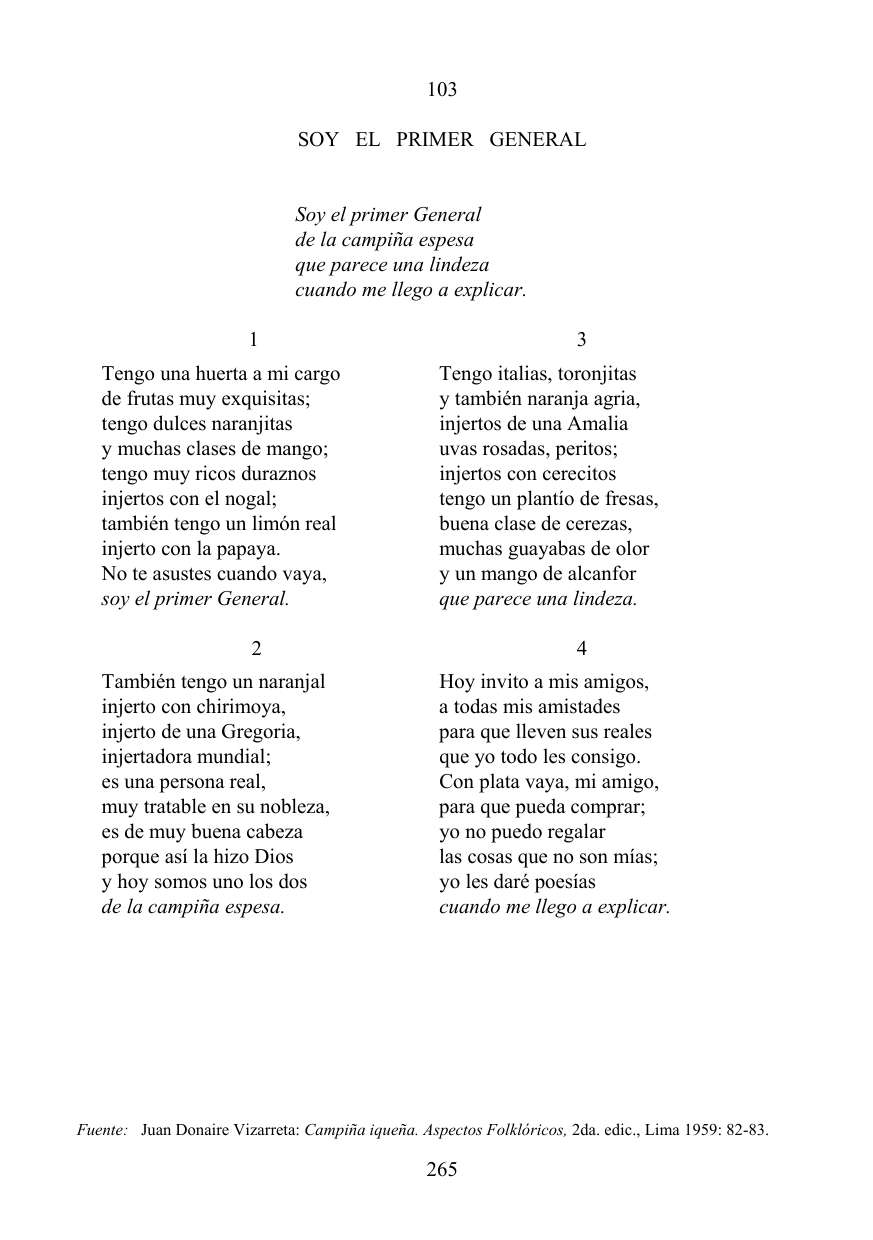 103
SOY EL PRIMER GENERAL
Soy el primer General
de la campiña espesa
que parece una lindeza
cuando me llego a explicar.
1
Tengo una huerta a mi cargo
de frutas muy exquisitas;
tengo dulces naranjitas
y muchas clases de mango;
tengo muy ricos duraznos
injertos con el nogal;
también tengo un limón real
injerto con la papaya.
No te asustes cuando vaya,
soy el primer General.
2
También tengo un naranjal
injerto con chirimoya,
injerto de una Gregoria,
injertadora mundial;
es una persona real,
muy tratable en su nobleza,
es de muy buena cabeza
porque así la hizo Dios
y hoy somos uno los dos
de la campiña espesa.
3
Tengo italias, toronjitas
y también naranja agria,
injertos de una Amalia
uvas rosadas, peritos;
injertos con cerecitos
tengo un plantío de fresas,
buena clase de cerezas,
muchas guayabas de olor
y un mango de alcanfor
que parece una lindeza.
4
Hoy invito a mis amigos,
a todas mis amistades
para que lleven sus reales
que yo todo les consigo.
Con plata vaya, mi amigo,
para que pueda comprar;
yo no puedo regalar
las cosas que no son mías;
yo les daré poesías
cuando me llego a explicar.
Fuente: Juan Donaire Vizarreta: Campiña iqueña. Aspectos Folklóricos, 2da. edic., Lima 1959: 82-83.
265